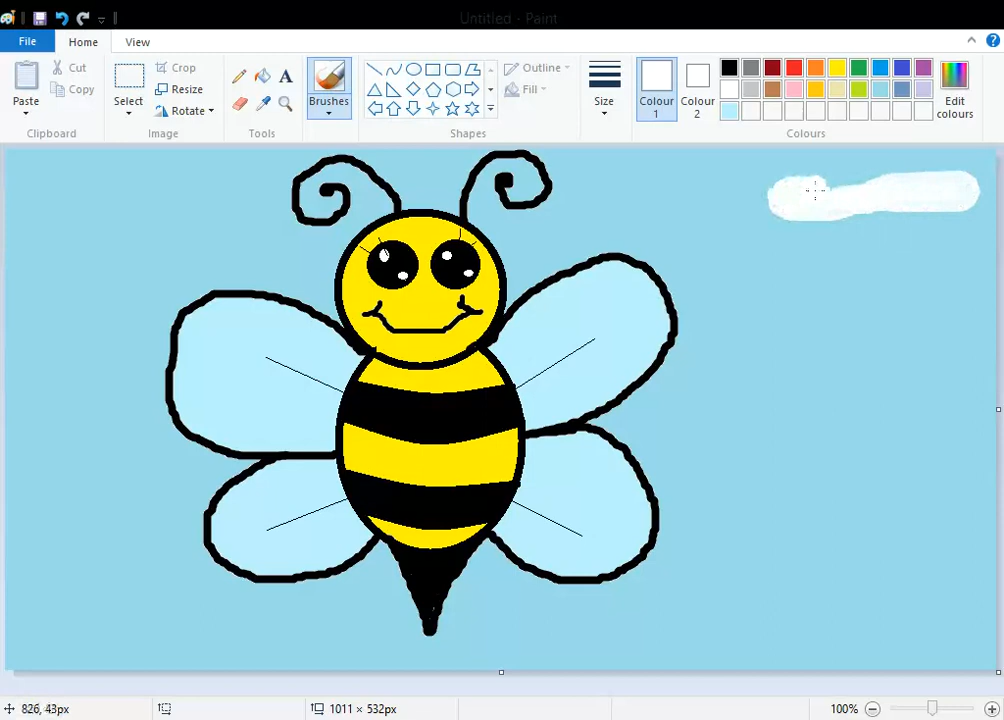 Untitled - Paint
File Home View
Paste
Cut
Copy
Select
Crop
Resize
Rotate
A
Brushes
Outline
Fill
Size
Colour 1
Colour 2
Edit colours
Clipboard Image Tools Shapes Colours
826, 43px 1011 × 532px 100%